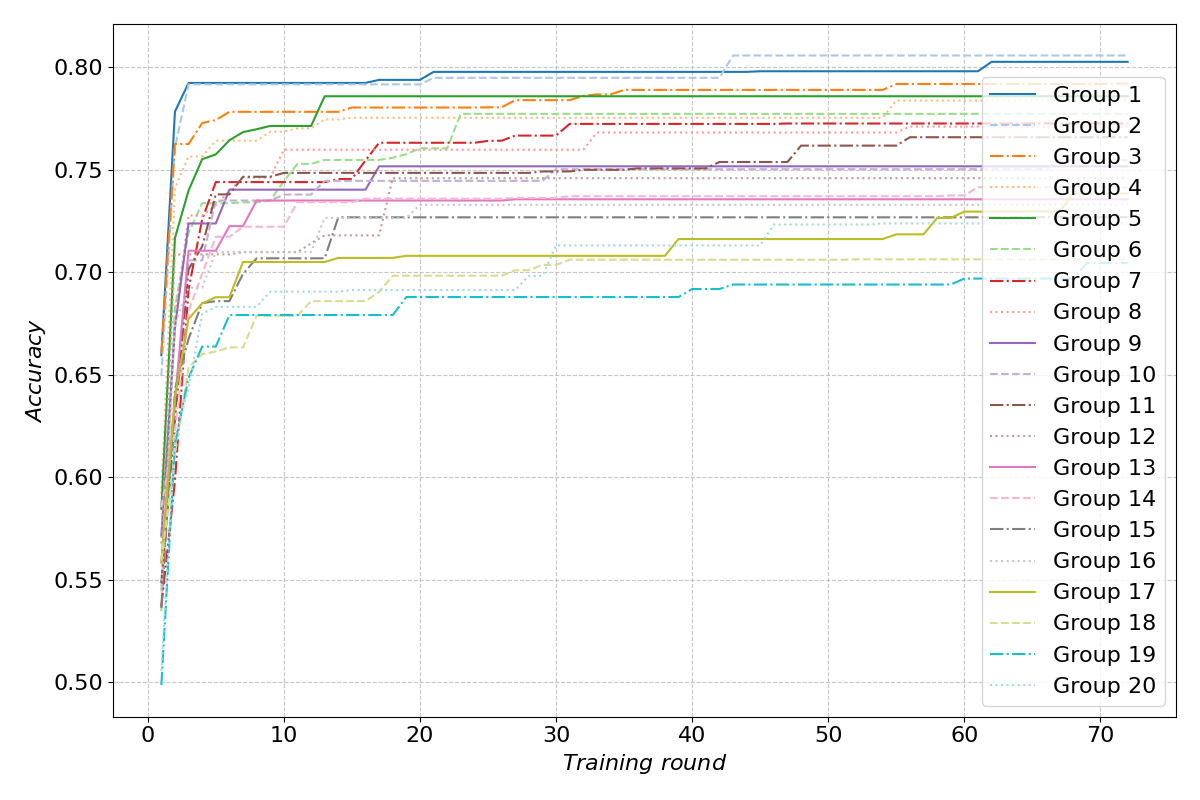 0.80
0.75
0.70
0.65
0.60
0.55
0.50
Accuracy
0 10 20 30 40 50 60 70
Training round
Group 1
Group 2
Group 3
Group 4
Group 5
Group 6
Group 7
Group 8
Group 9
Group 10
Group 11
Group 12
Group 13
Group 14
Group 15
Group 16
Group 17
Group 18
Group 19
Group 20